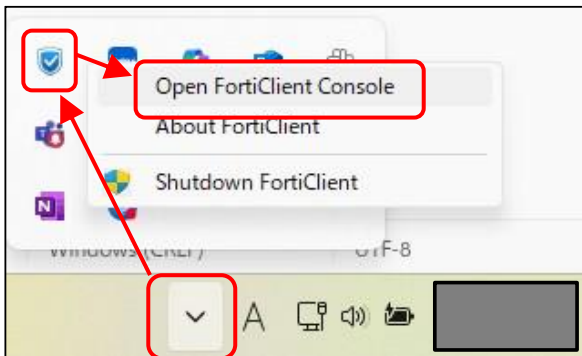 Open FortiClient Console
About FortiClient
Shutdown FortiClient
Windows (CRLF) UTF-8
A